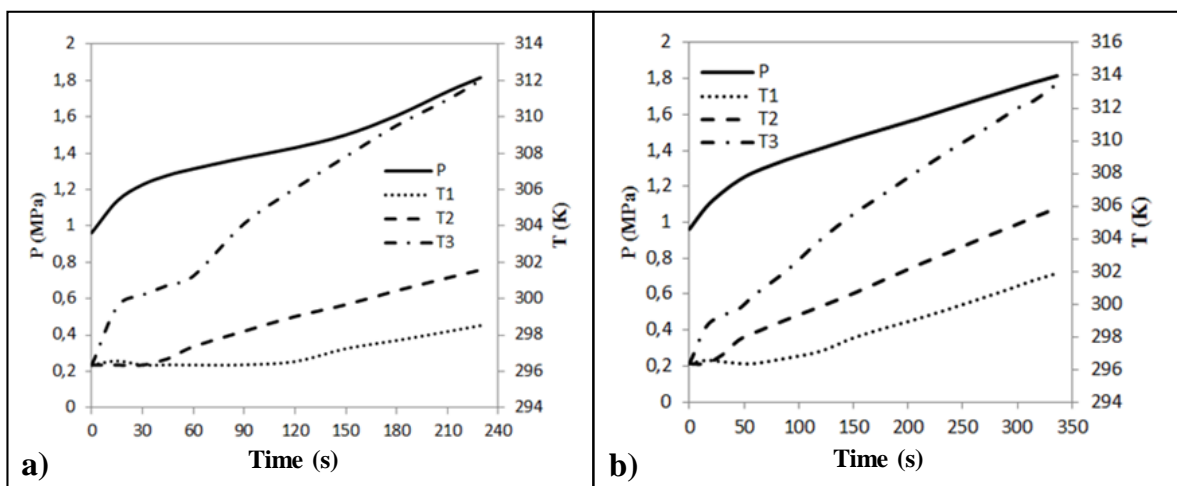 2
1,8
1,6
1,4
1,2
1
0,8
0,6
0,4
0,2
0
P (MPa)
314
312
310
308
306
304
302
300
298
296
294
T (K)
P
T1
T2
T3
0 30 60 90 120 150 180 210 240
Time (s)
a)
2
1,8
1,6
1,4
1,2
1
0,8
0,6
0,4
0,2
0
P (MPa)
316
314
312
310
308
306
304
302
300
298
296
294
T (K)
P
T1
T2
T3
0 50 100 150 200 250 300 350
Time (s)
b)